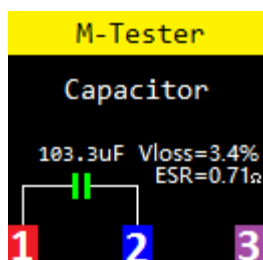 M-Tester
Capacitor
103.3uF Vloss=3.4%
ESR=0.71Ω
1 2 3